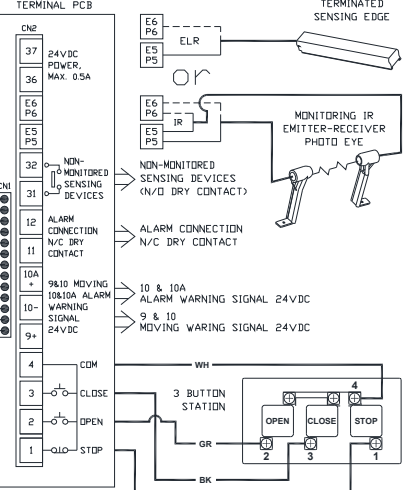 TERMINAL PCB
CN2
37
36
24VDC
POWER,
MAX. 0.5A
E6
P6
E5
P5
32
31
NON-
MONITORED
SENSING
DEVICES
CN1
12
11
ALARM
CONNECTION
N/C DRY
CONTACT
10A
+
10-
9+
9&10 MOVING
10&10A ALARM
WARNING
SIGNAL
24VDC
4
COM
3
CLOSE
2
OPEN
1
STOP
E6
P6
E5
P5
ELR
TERMINATED
SENSING EDGE
or
E6
P6
E5
P5
IR
MONITORING IR
EMITTER-RECEIVER
PHOTO EYE
NON-MONITORED
SENSING DEVICES
(N/O DRY CONTACT)
ALARM CONNECTION
N/C DRY CONTACT
10 & 10A
ALARM WARNING SIGNAL 24VDC
9 & 10
MOVING WARING SIGNAL 24VDC
WH
3 BUTTON
STATION
GR
BK
4
OPEN
CLOSE
STOP
2
3
1